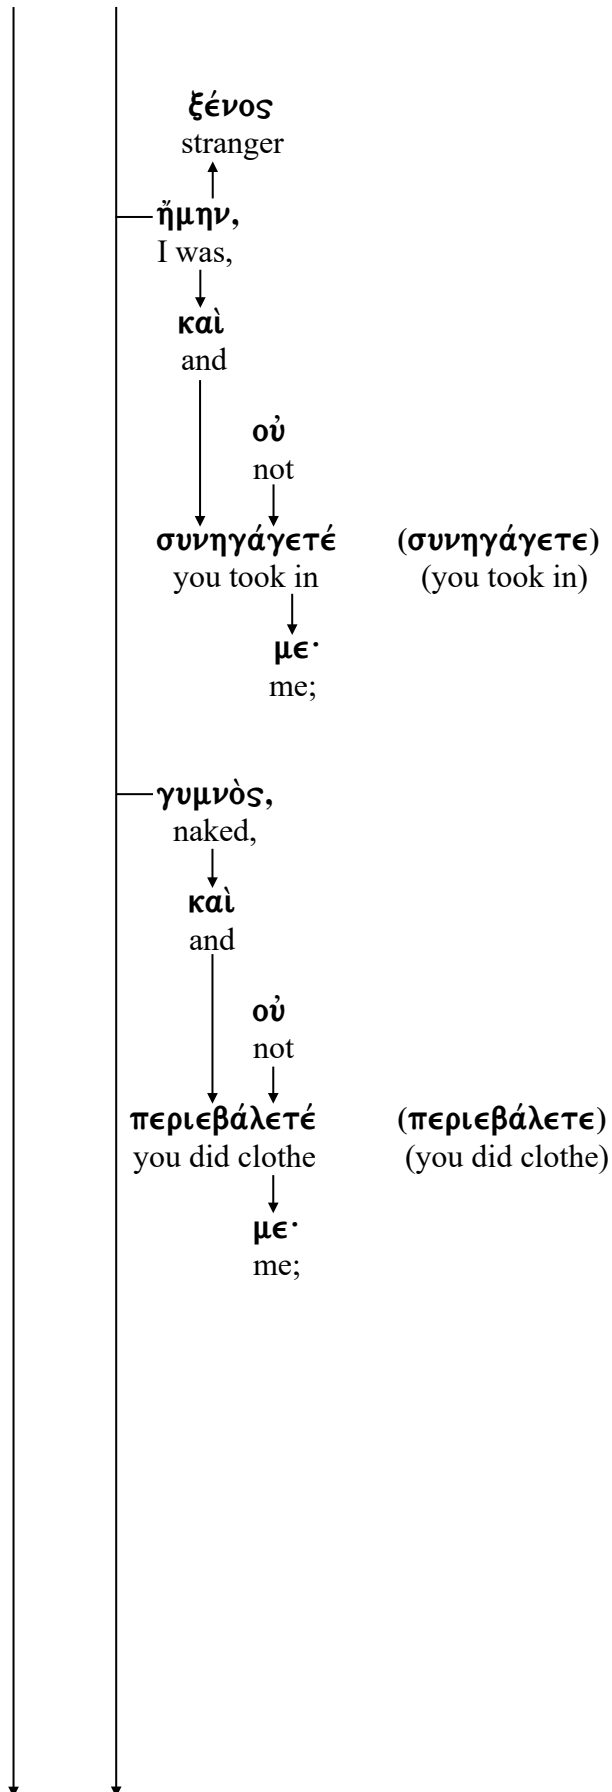 ξένος
stranger
ἤμην,
I was,
καὶ
and
οὐ
not
συνηγάγετέ (συνηγάγετε)
you took in (you took in)
με·
me;
γυμνὸς,
naked,
καὶ
and
οὐ
not
περιεβάλετέ (περιεβάλετε)
you did clothe (you did clothe)
με·
me;